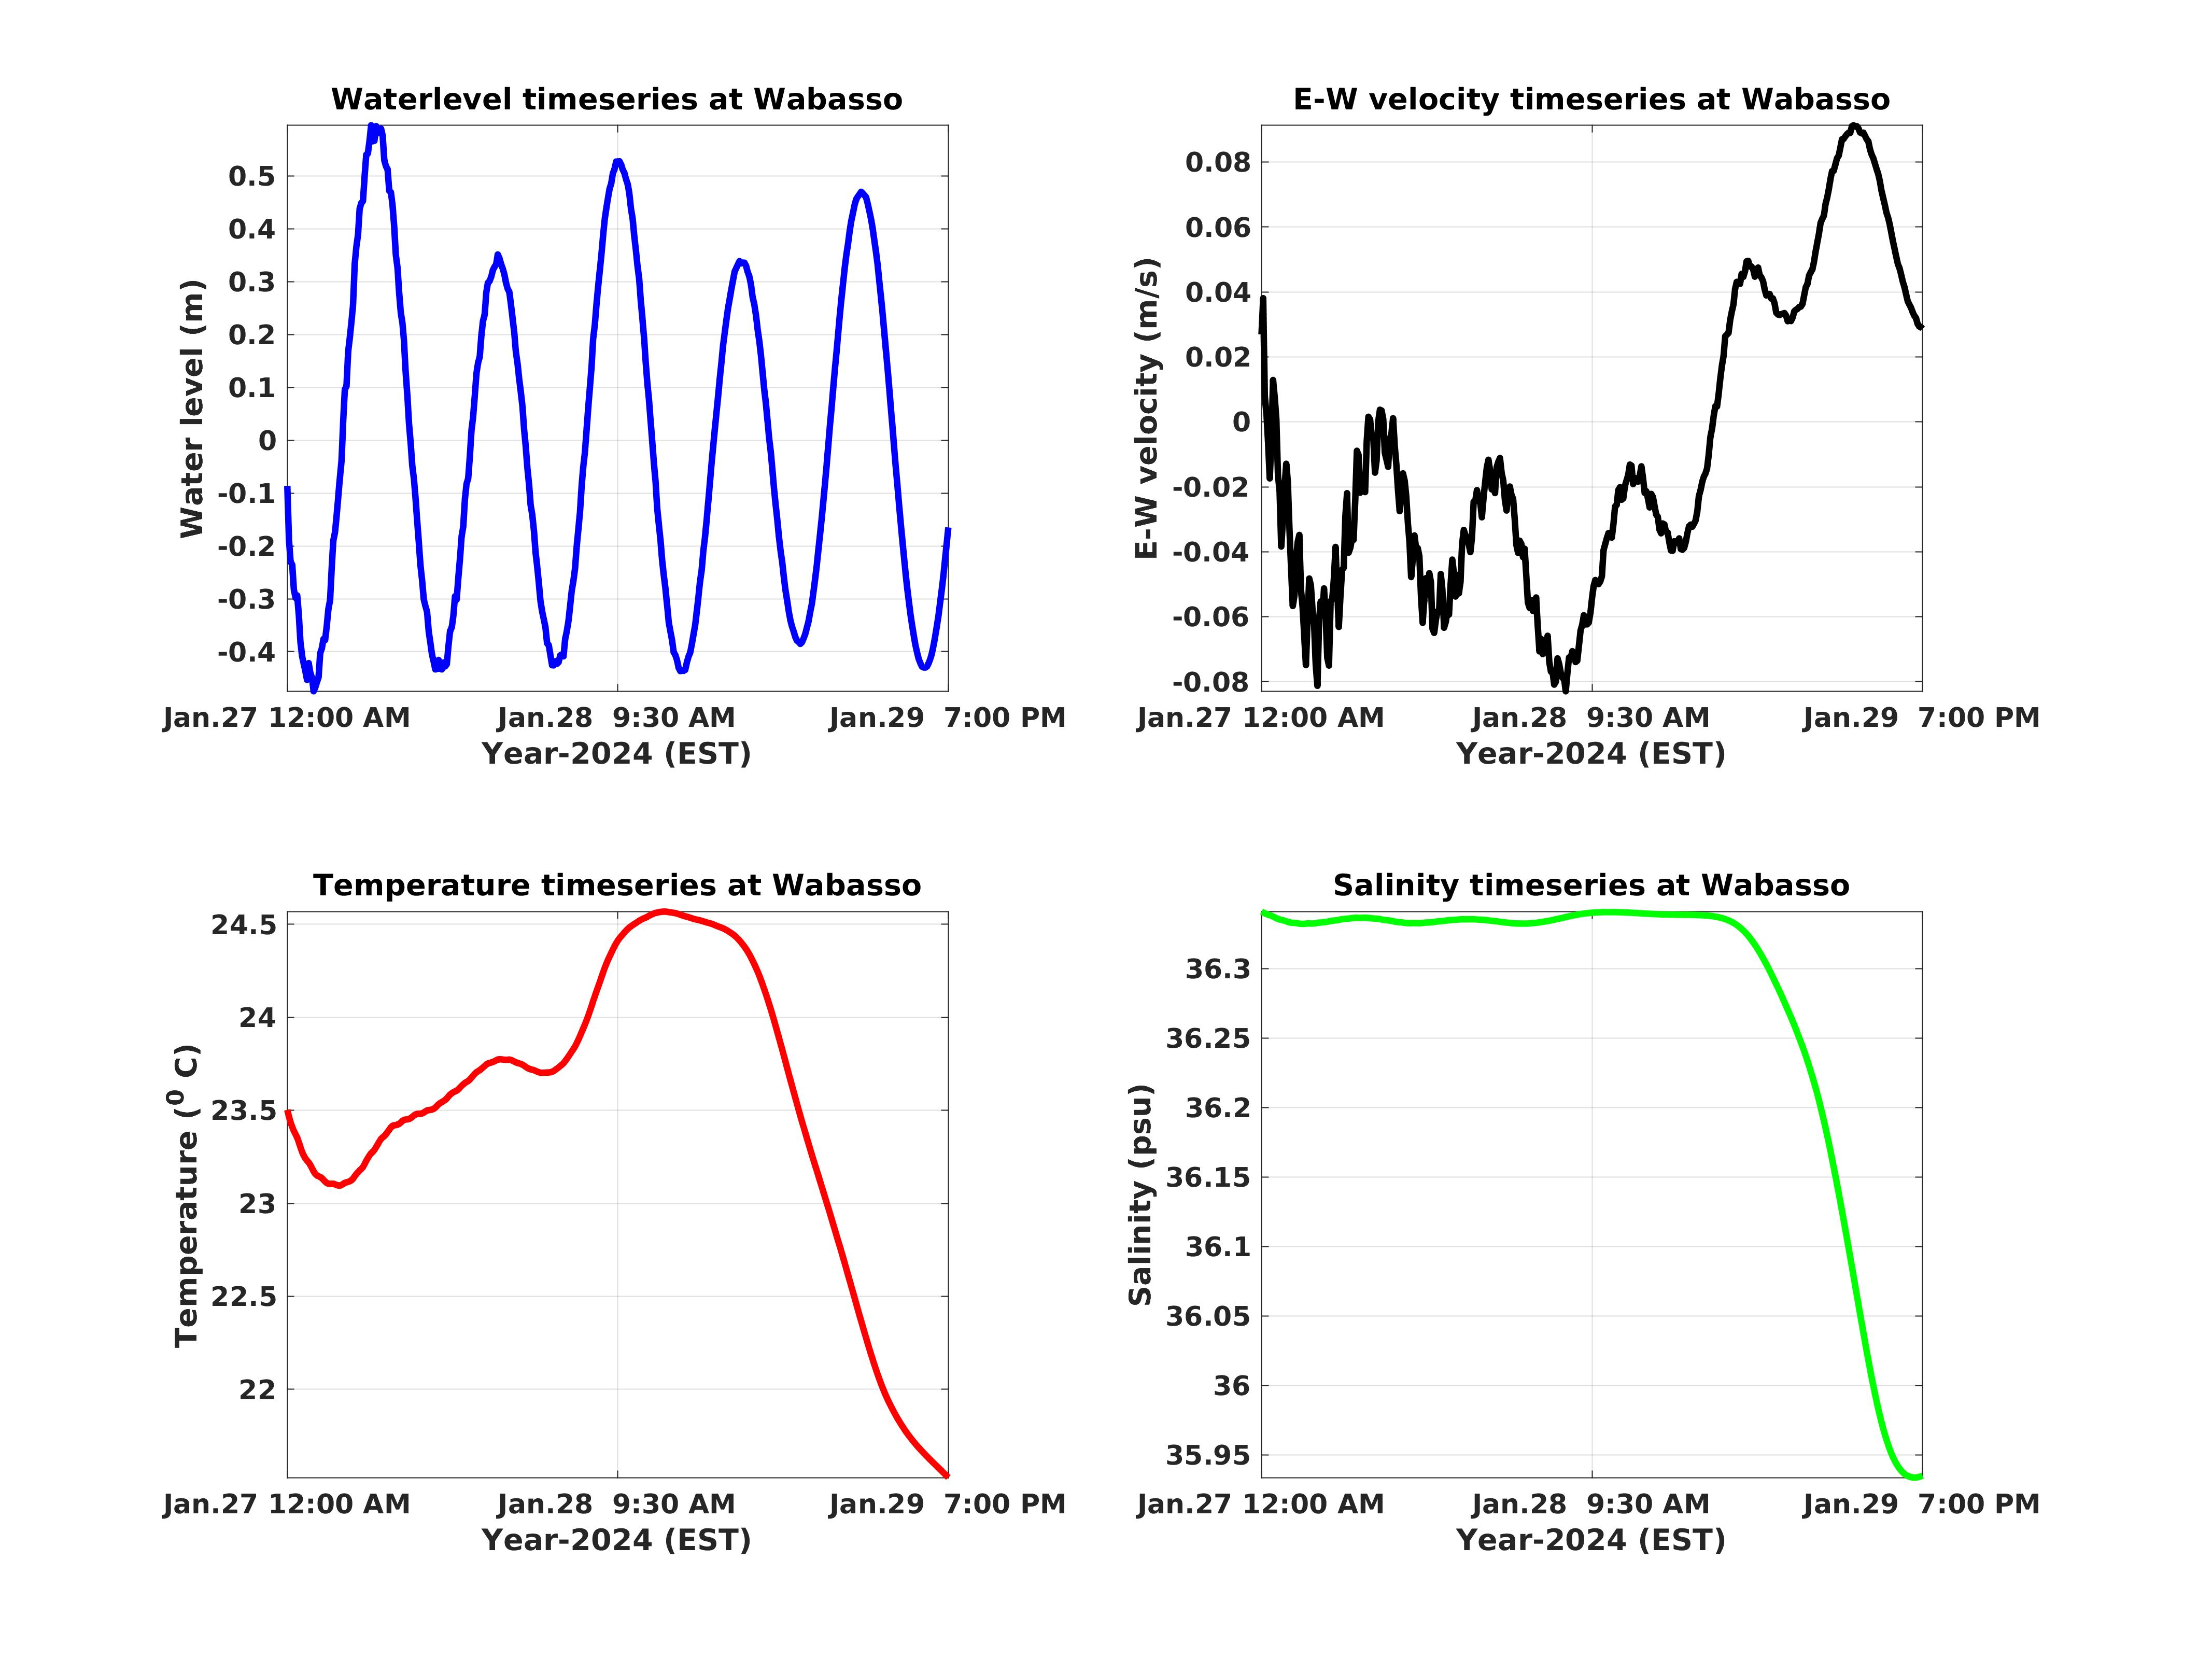 Waterlevel timeseries at Wabasso
Water level (m)
0.5
0.4
0.3
0.2
0.1
0
-0.1
-0.2
-0.3
-0.4
Jan.27 12:00 AM Jan.28 9:30 AM Jan.29 7:00 PM
Year-2024 (EST)
E-W velocity timeseries at Wabasso
E-W velocity (m/s)
0.08
0.06
0.04
0.02
0
-0.02
-0.04
-0.06
-0.08
Jan.27 12:00 AM Jan.28 9:30 AM Jan.29 7:00 PM
Year-2024 (EST)
Temperature timeseries at Wabasso
Temperature (⁰ C)
24.5
24
23.5
23
22.5
22
Jan.27 12:00 AM Jan.28 9:30 AM Jan.29 7:00 PM
Year-2024 (EST)
Salinity timeseries at Wabasso
Salinity (psu)
36.3
36.25
36.2
36.15
36.1
36.05
36
35.95
Jan.27 12:00 AM Jan.28 9:30 AM Jan.29 7:00 PM
Year-2024 (EST)